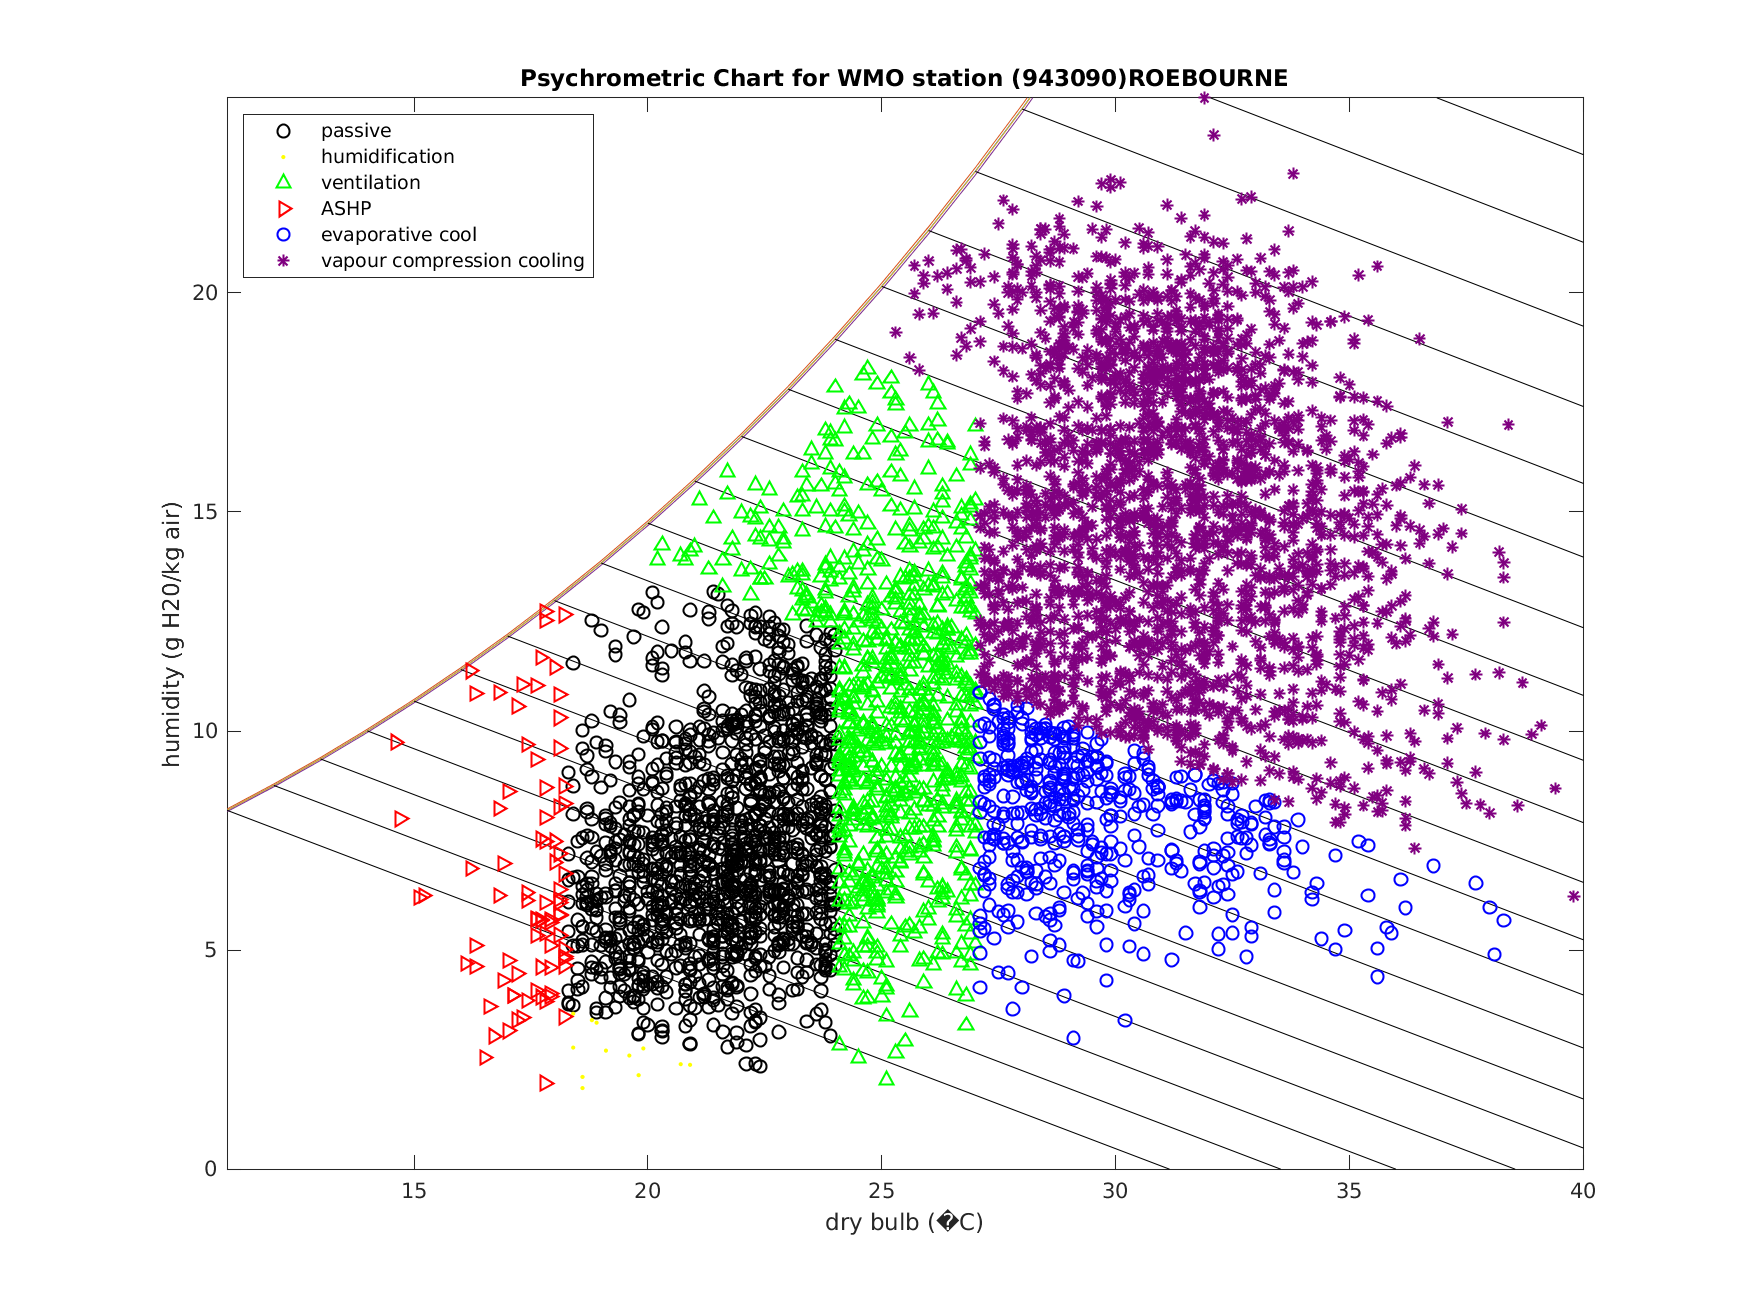 Psychrometric Chart for WMO station (943090)ROEBOURNE
passive
humidification
ventilation
ASHP
evaporative cool
vapour compression cooling
humidity (g H20/kg air)
20
15
10
5
0
15 20 25 30 35 40
dry bulb (�C)